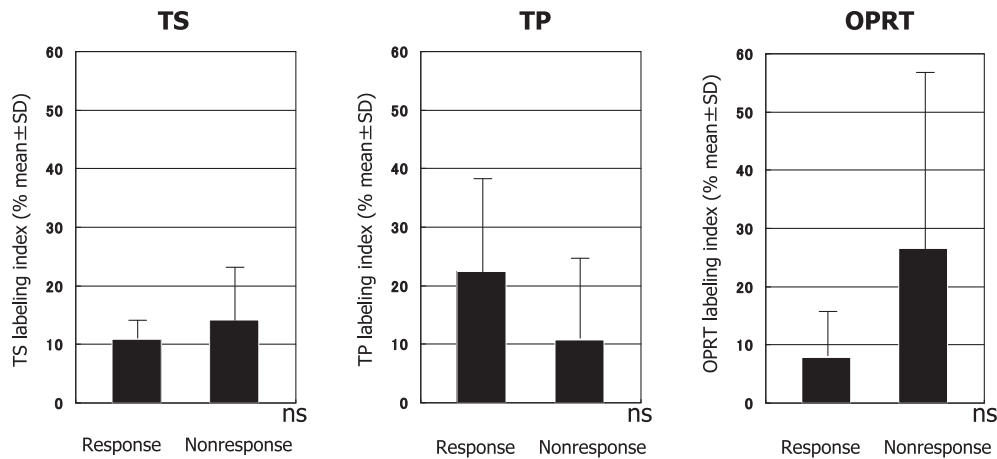 TS
TS labeling index (% mean±SD)
60
50
40
30
20
10
0
ns
Response Nonresponse
TP
TP labeling index (% mean±SD)
60
50
40
30
20
10
0
ns
Response Nonresponse
OPRT
OPRT labeling index (% mean±SD)
60
50
40
30
20
10
0
ns
Response Nonresponse